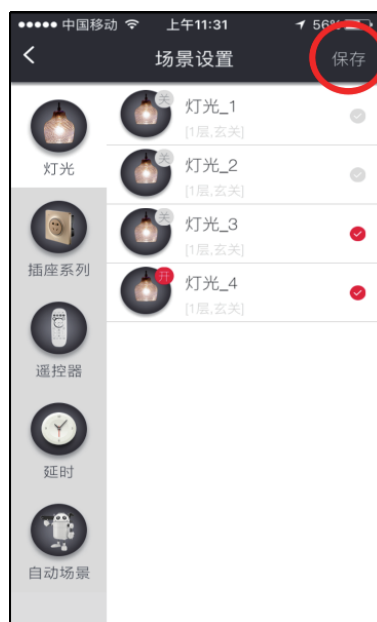 中国移动 上午11:31 56%
场景设置 保存
灯光
插座系列
遥控器
延时
自动场景
关 灯光_1
[1层,玄关]
关 灯光_2
[1层,玄关]
关 灯光_3
[1层,玄关]
开 灯光_4
[1层,玄关]